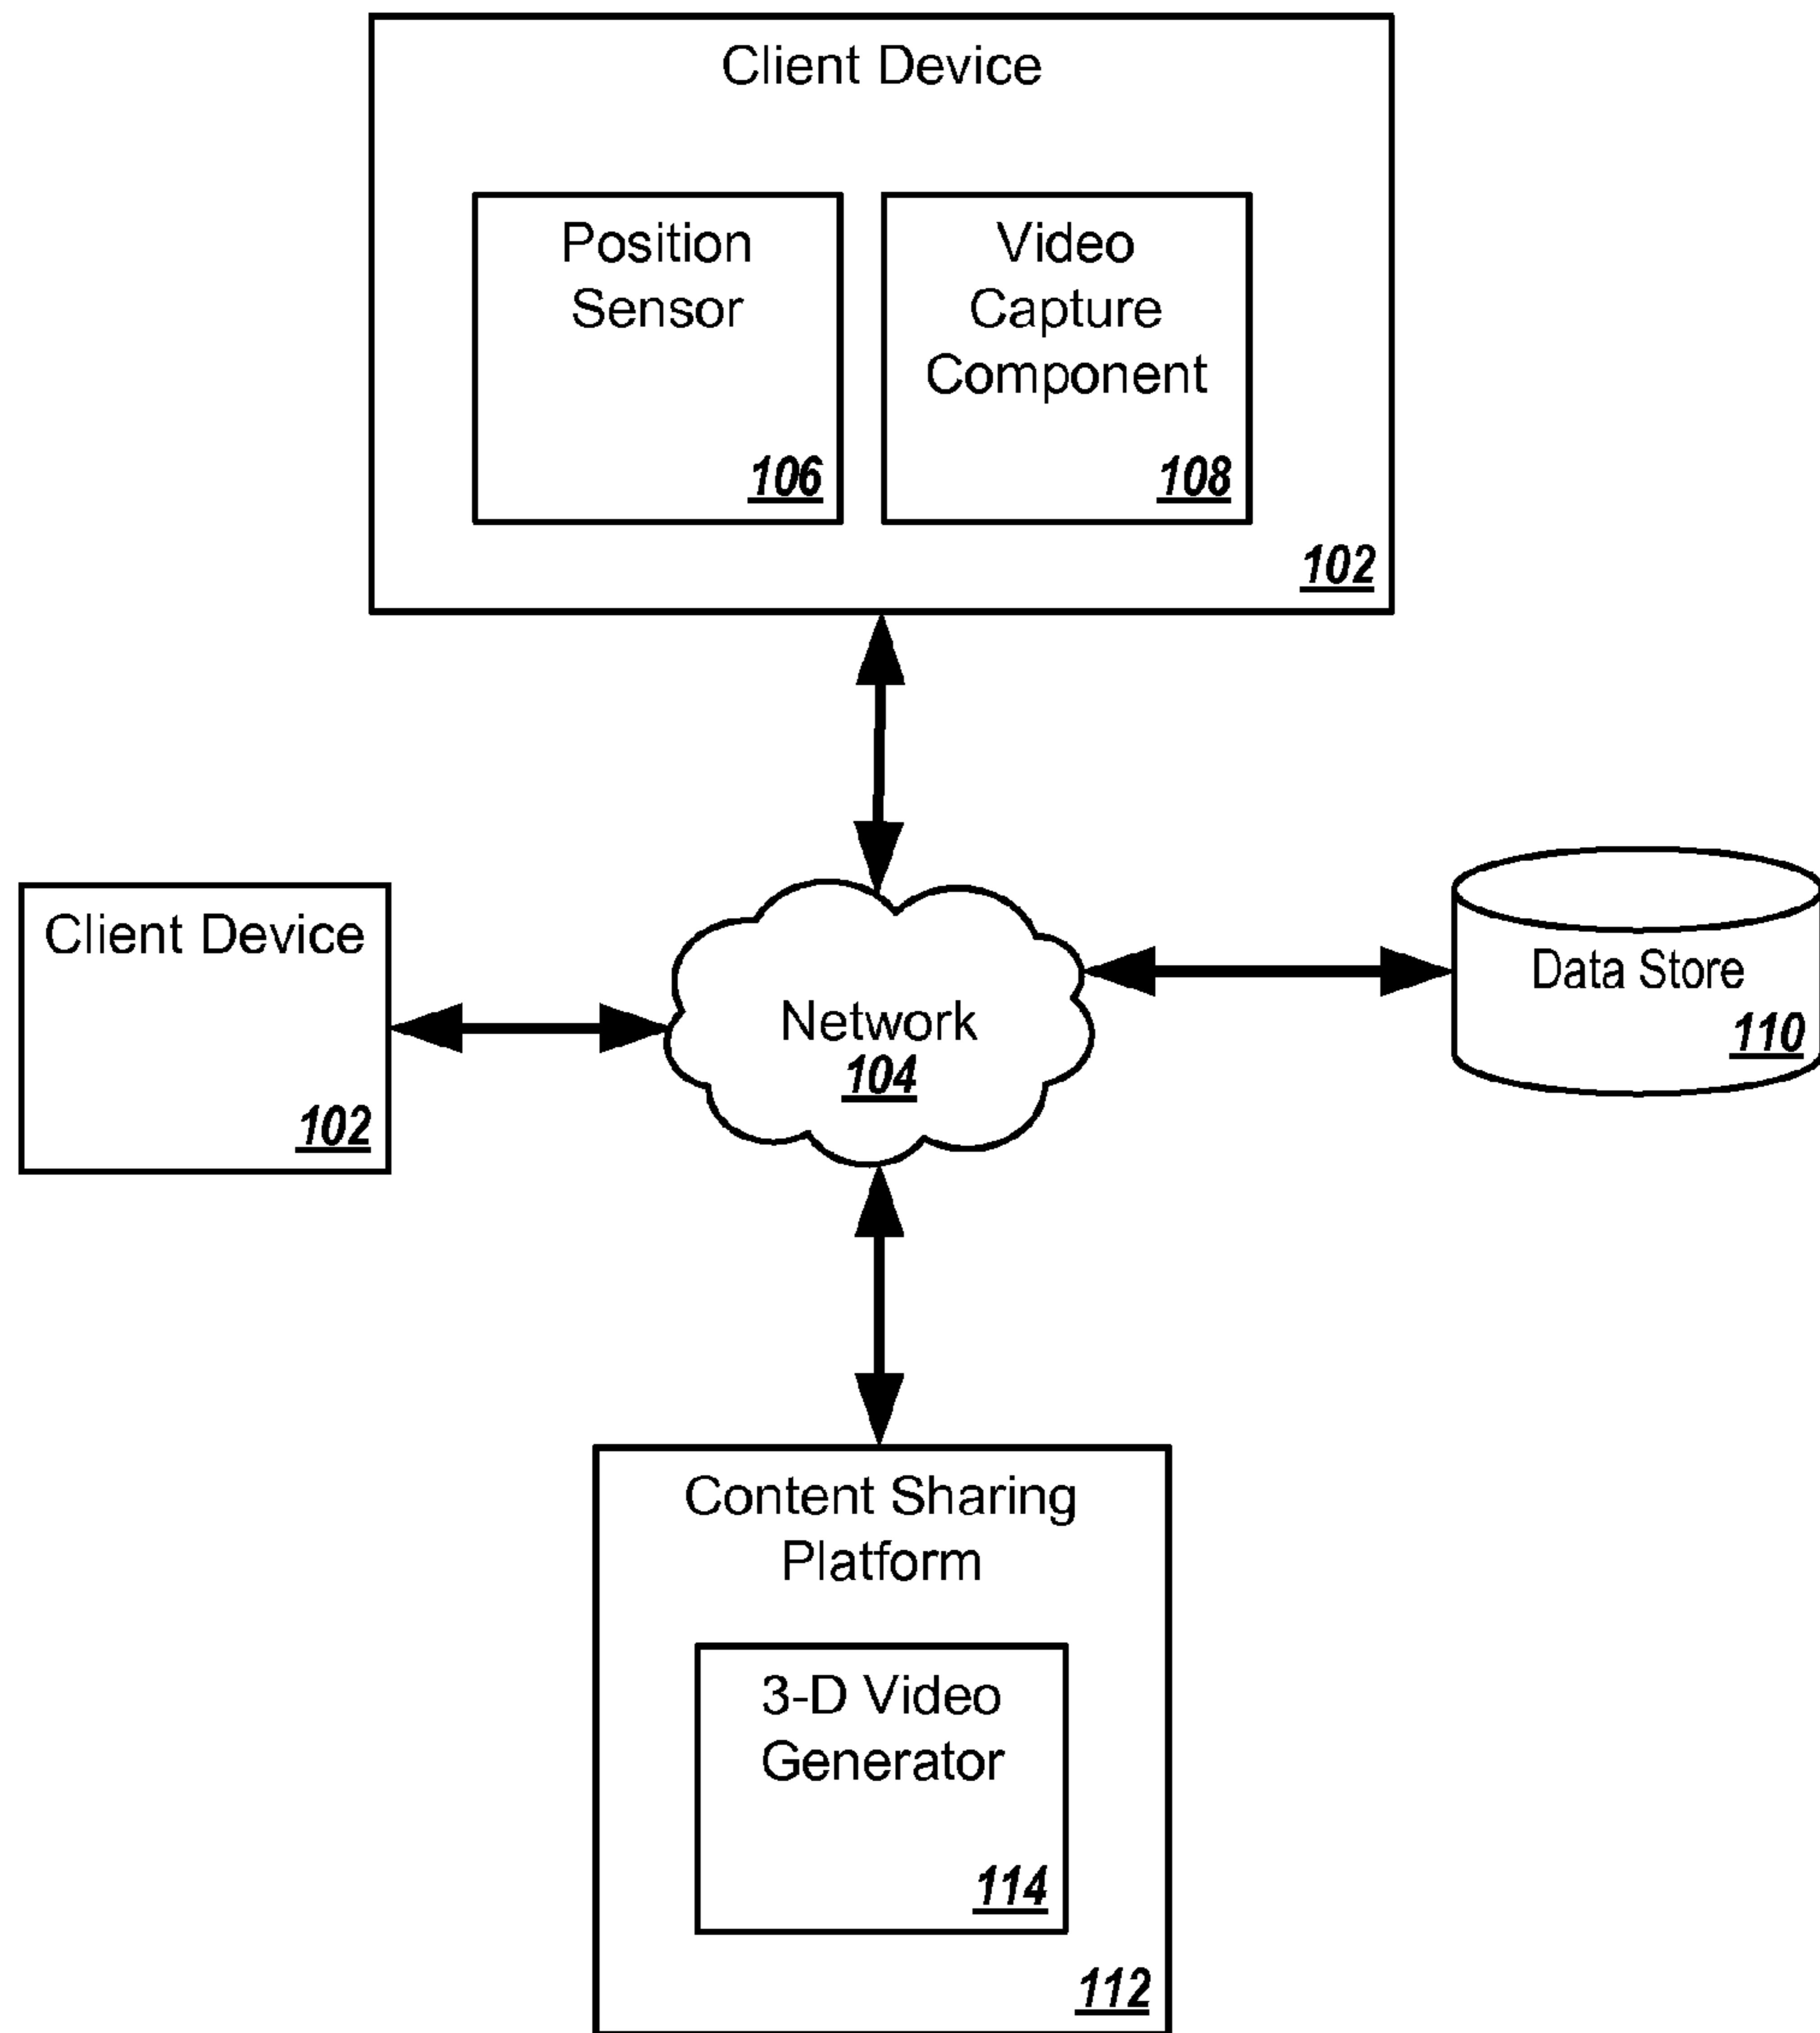 Client Device
Position
Sensor
106
Video
Capture
Component
108
102
Client Device
102
Network
104
Data Store
110
Content Sharing
Platform
3-D Video
Generator
114
112